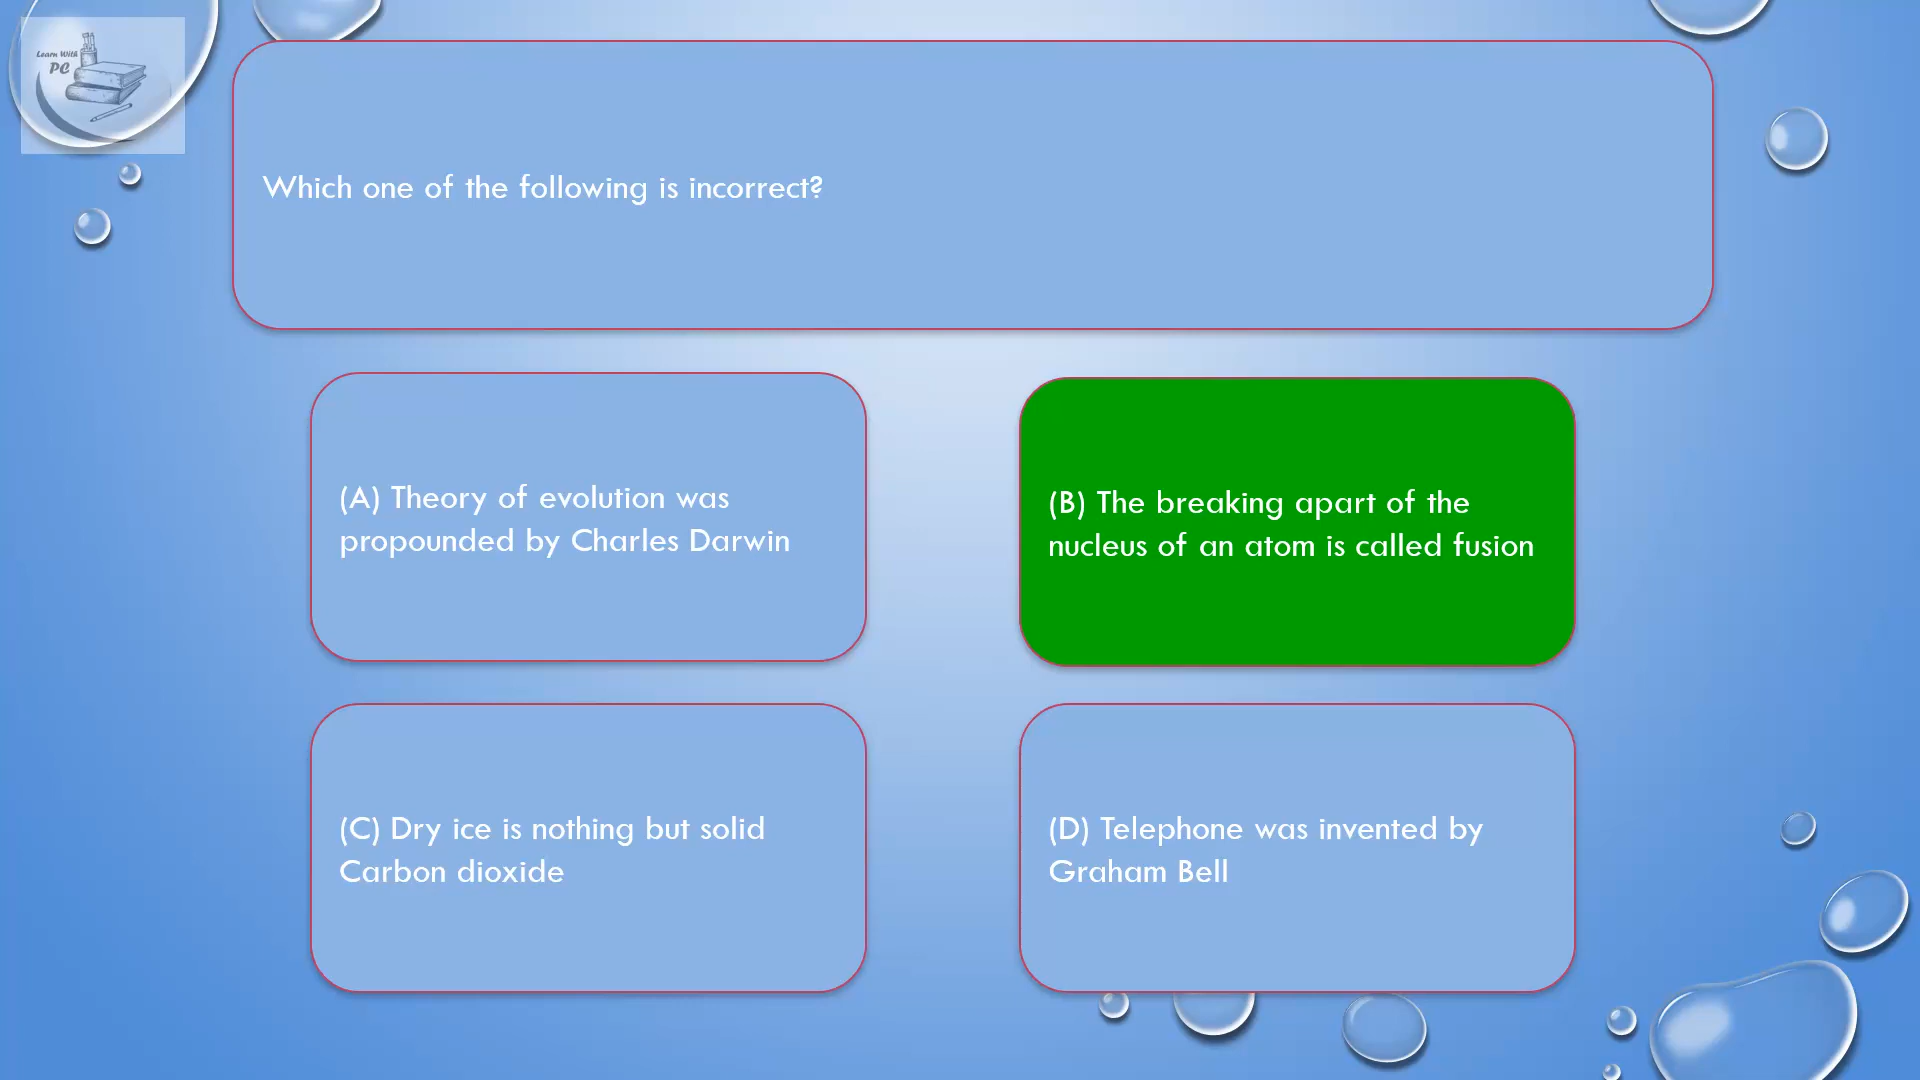 Learn With
PC
Which one of the following is incorrect?
(A) Theory of evolution was
propounded by Charles Darwin
(B) The breaking apart of the
nucleus of an atom is called fusion
(C) Dry ice is nothing but solid
Carbon dioxide
(D) Telephone was invented by
Graham Bell